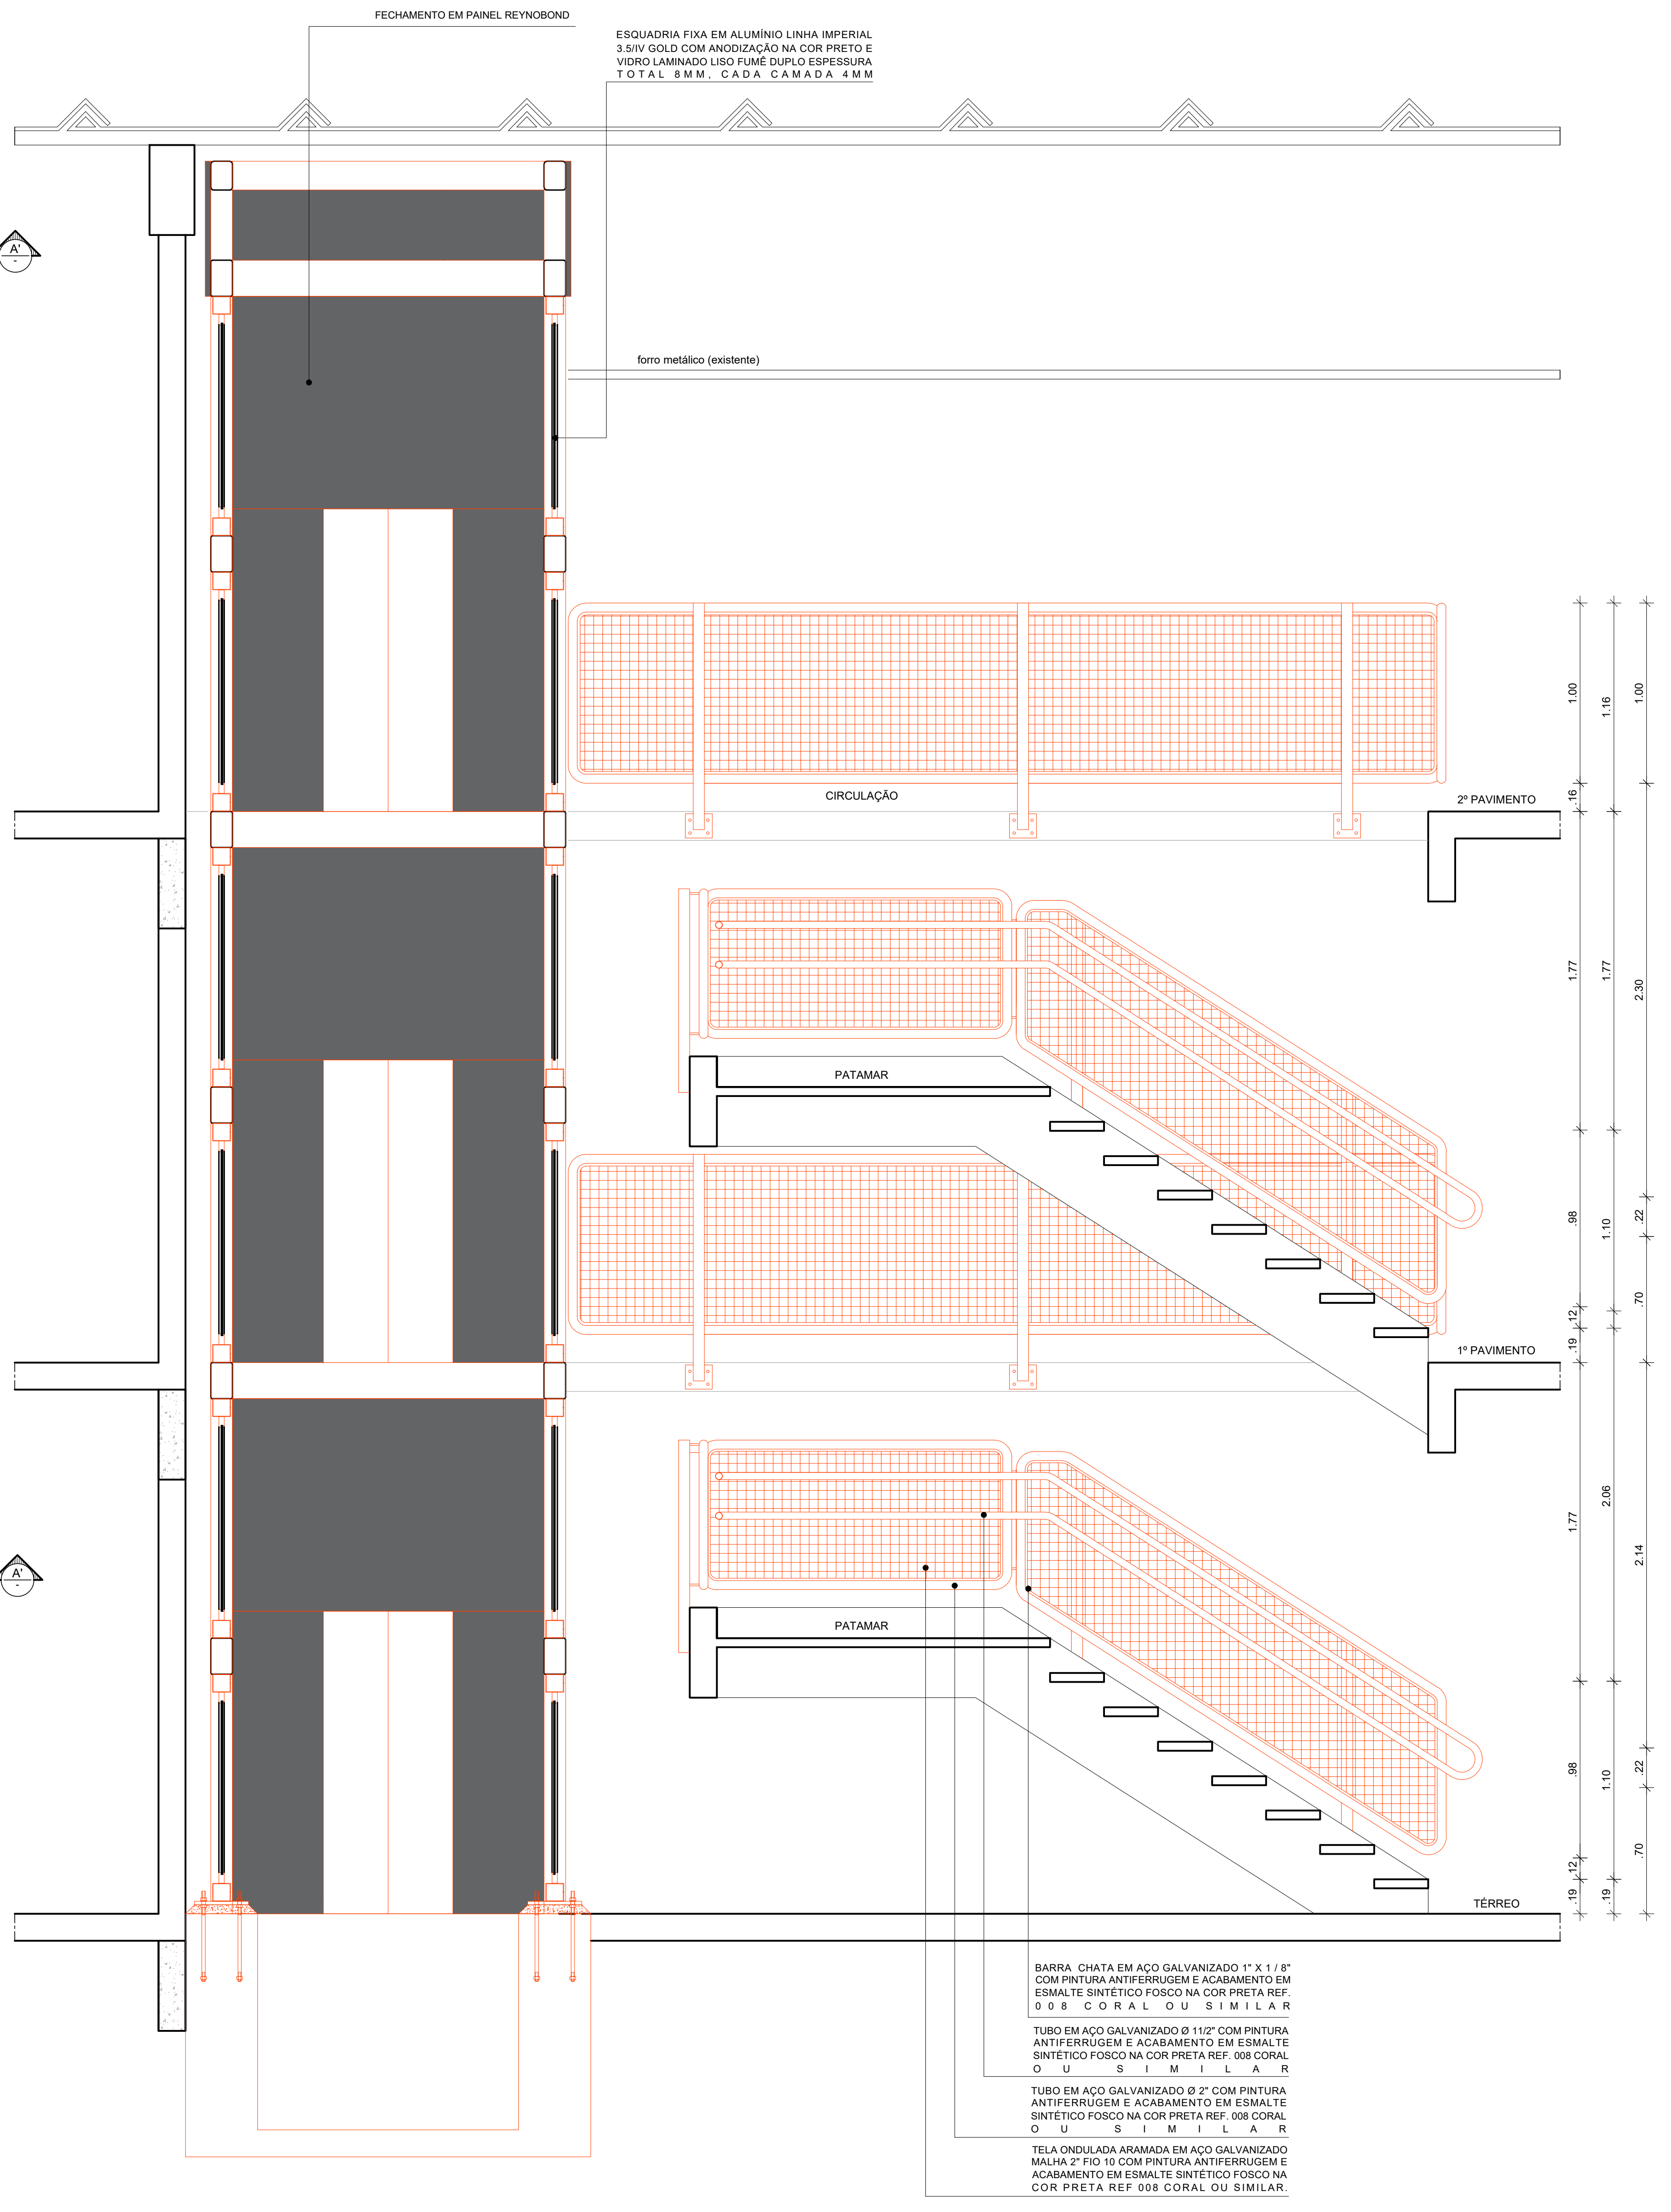 FECHAMENTO EM PAINEL REYNOBOND
ESQUADRIA FIXA EM ALUMÍNIO LINHA IMPERIAL
3.5/IV GOLD COM ANODIZAÇÃO NA COR PRETO E
VIDRO LAMINADO LISO FUMÊ DUPLO ESPESSURA
TOTAL 8MM, CADA CAMADA 4MM
A'
-
forro metálico (existente)
1.00
1.16
1.00
CIRCULAÇÃO
2º PAVIMENTO
.16
1.77
1.77
2.30
PATAMAR
.98
1.10
.22
.70
.12
.19
1º PAVIMENTO
1.77
2.06
2.14
A'
-
PATAMAR
.98
1.10
.22
.70
.12
.19
.19
TÉRREO
BARRA CHATA EM AÇO GALVANIZADO 1" X 1 / 8"
COM PINTURA ANTIFERRUGEM E ACABAMENTO EM
ESMALTE SINTÉTICO FOSCO NA COR PRETA REF.
008 CORAL OU SIMILAR
TUBO EM AÇO GALVANIZADO Ø 11/2" COM PINTURA
ANTIFERRUGEM E ACABAMENTO EM ESMALTE
SINTÉTICO FOSCO NA COR PRETA REF. 008 CORAL
OU SIMILAR
TUBO EM AÇO GALVANIZADO Ø 2" COM PINTURA
ANTIFERRUGEM E ACABAMENTO EM ESMALTE
SINTÉTICO FOSCO NA COR PRETA REF. 008 CORAL
OU SIMILAR
TELA ONDULADA ARAMADA EM AÇO GALVANIZADO
MALHA 2" FIO 10 COM PINTURA ANTIFERRUGEM E
ACABAMENTO EM ESMALTE SINTÉTICO FOSCO NA
COR PRETA REF 008 CORAL OU SIMILAR.